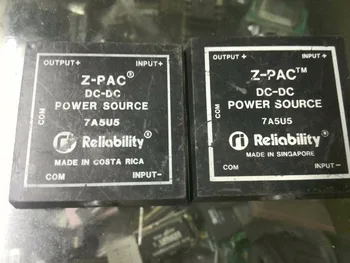 OUTPUT+ INPUT+
Z-PAC®
DC-DC
POWER SOURCE
7A5U5
COM
Reliability®
MADE IN COSTA RICA
COM INPUT-
OUTPUT+ INPUT+
Z-PAC™
DC-DC
POWER SOURCE
7A5U5
COM
Reliability™
MADE IN SINGAPORE
COM INPUT-